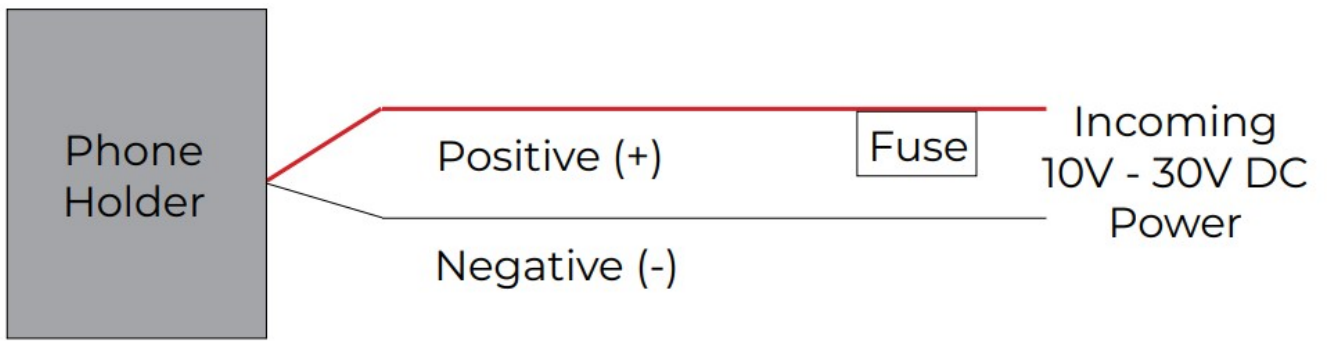 Phone
Holder
Positive (+)
Fuse
Negative (-)
Incoming
10V - 30V DC
Power